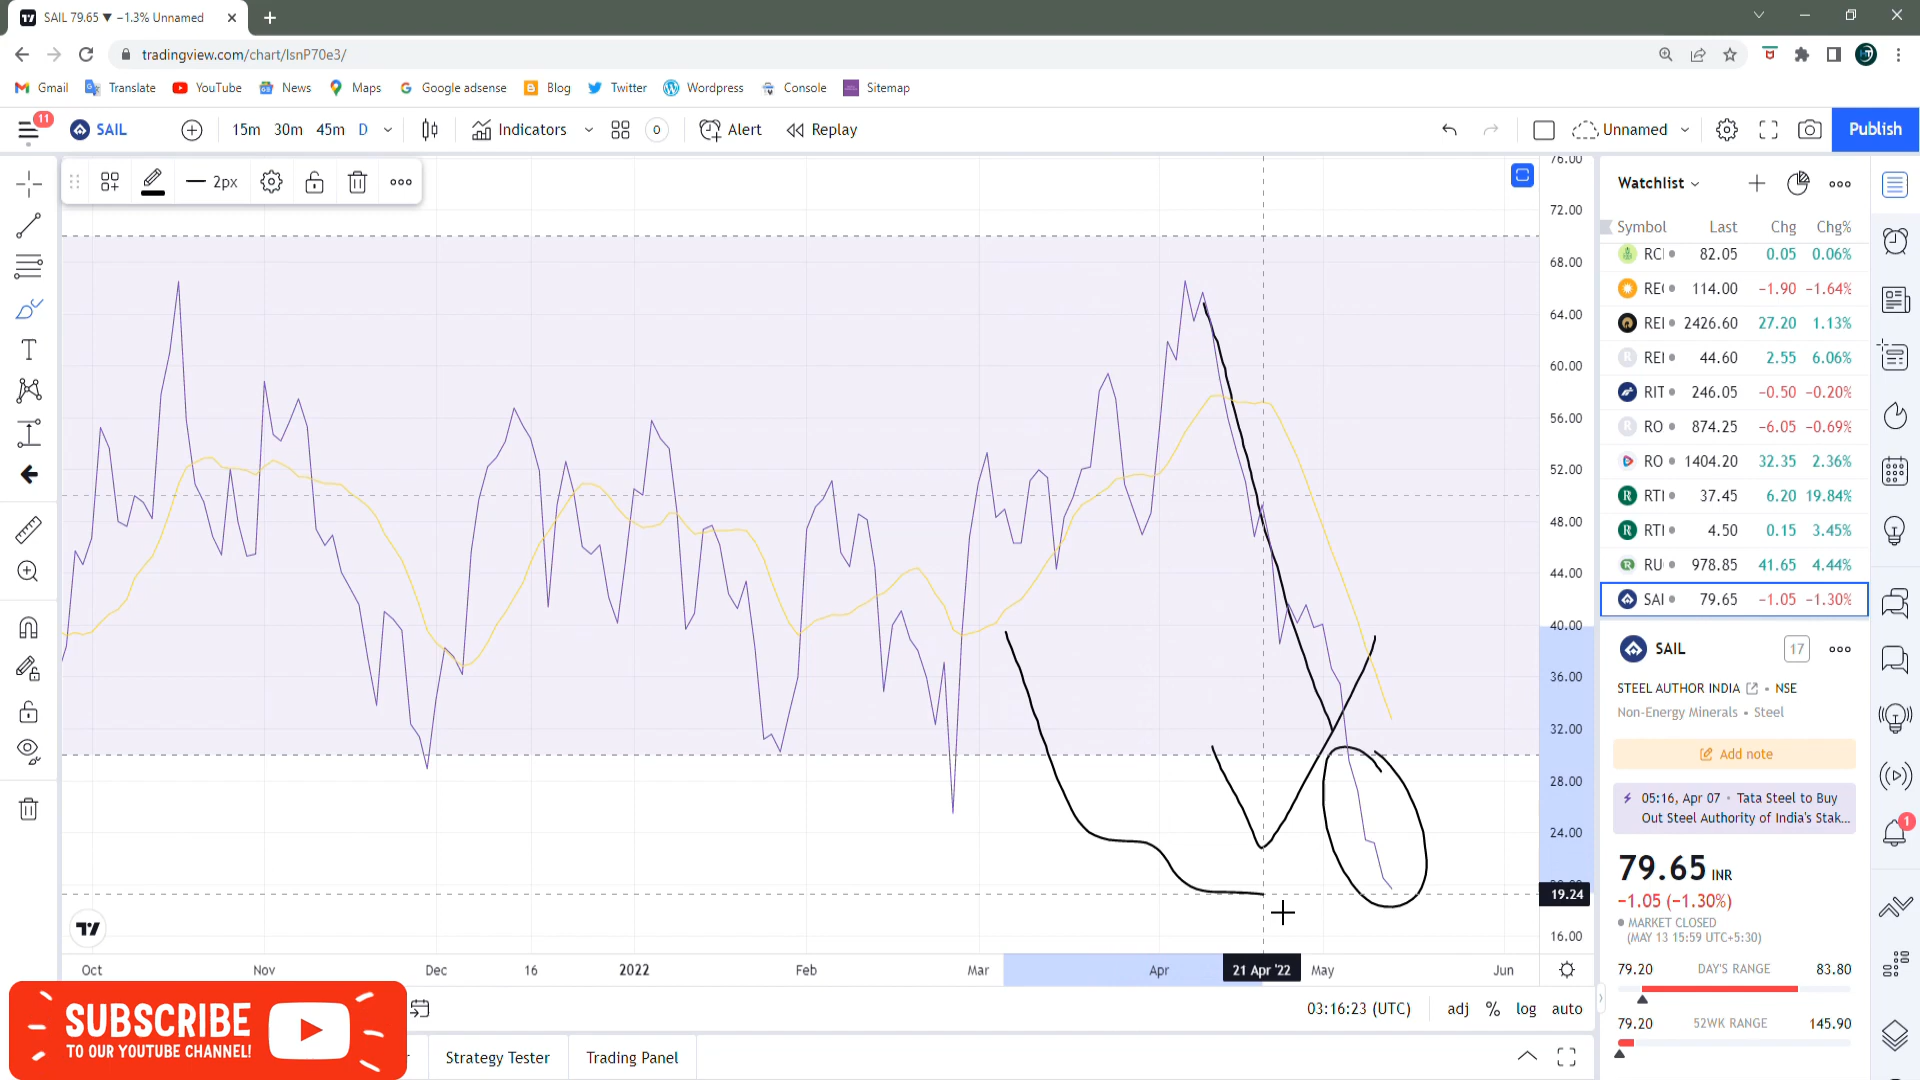 SAIL 79.65 ▼ −1.3% Unnamed
tradingview.com/chart/lsnP70e3/
Gmail Translate YouTube News Maps Google adsense Blog Twitter Wordpress Console Sitemap
11
SAIL 15m 30m 45m D Indicators 0 Alert Replay Unnamed Publish
2px
76.00
72.00
68.00
64.00
60.00
56.00
52.00
48.00
44.00
40.00
36.00
32.00
28.00
24.00
19.24
16.00
Oct Nov Dec 16 2022 Feb Mar Apr 21 Apr '22 May Jun
03:16:23 (UTC) adj % log auto
Strategy Tester Trading Panel
SUBSCRIBE
TO OUR YOUTUBE CHANNEL!
Watchlist
Symbol Last Chg Chg%
82.05 0.05 0.06%
114.00 −1.90 −1.64%
2426.60 27.20 1.13%
44.60 2.55 6.06%
RIT 246.05 −0.50 −0.20%
RO 874.25 −6.05 −0.69%
RO 1404.20 32.35 2.36%
37.45 6.20 19.84%
4.50 0.15 3.45%
RU 978.85 41.65 4.44%
79.65 −1.05 −1.30%
SAIL 17
STEEL AUTHOR INDIA • NSE
Non-Energy Minerals • Steel
Add note
05:16, Apr 07 • Tata Steel to Buy
Out Steel Authority of India's Stak...
79.65 INR
−1.05 (−1.30%)
MARKET CLOSED
(MAY 13 15:59 UTC+5:30)
79.20 DAY'S RANGE 83.80
79.20 52WK RANGE 145.90
1